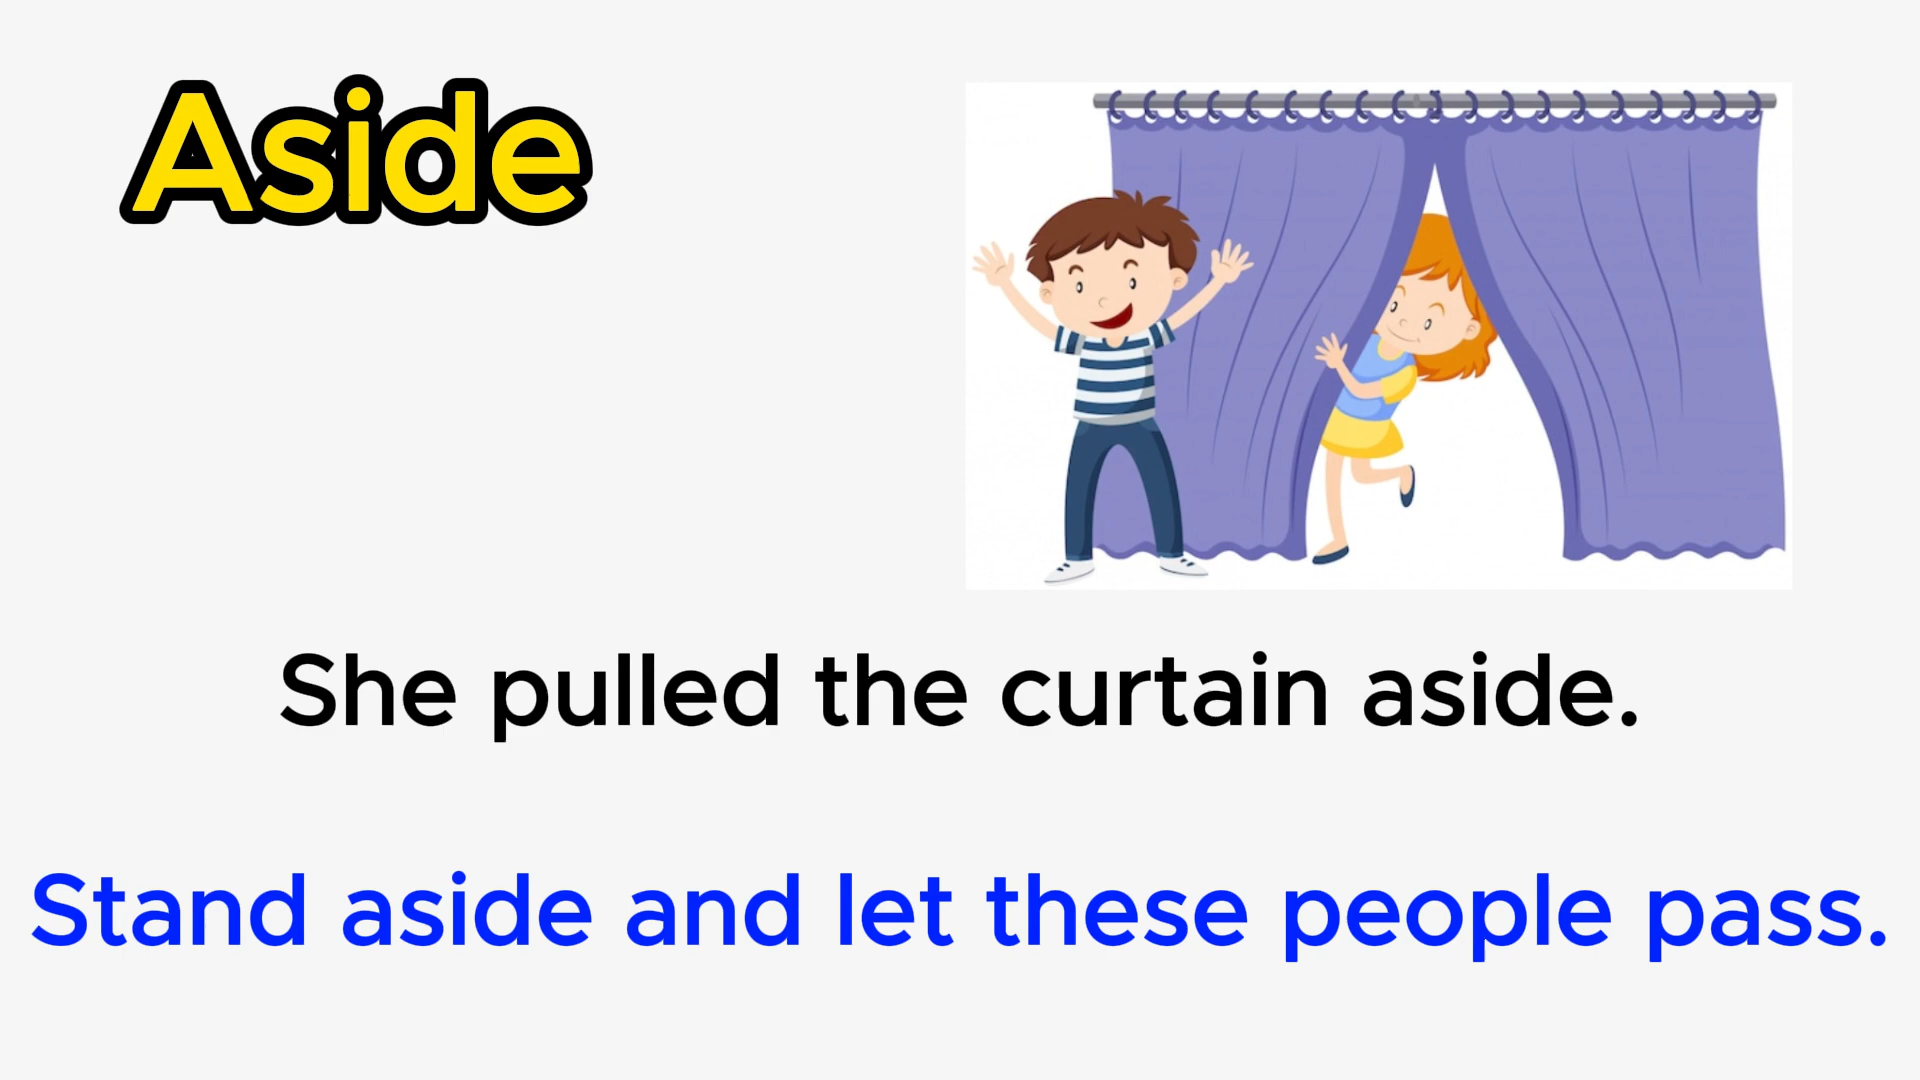 Aside
She pulled the curtain aside.
Stand aside and let these people pass.